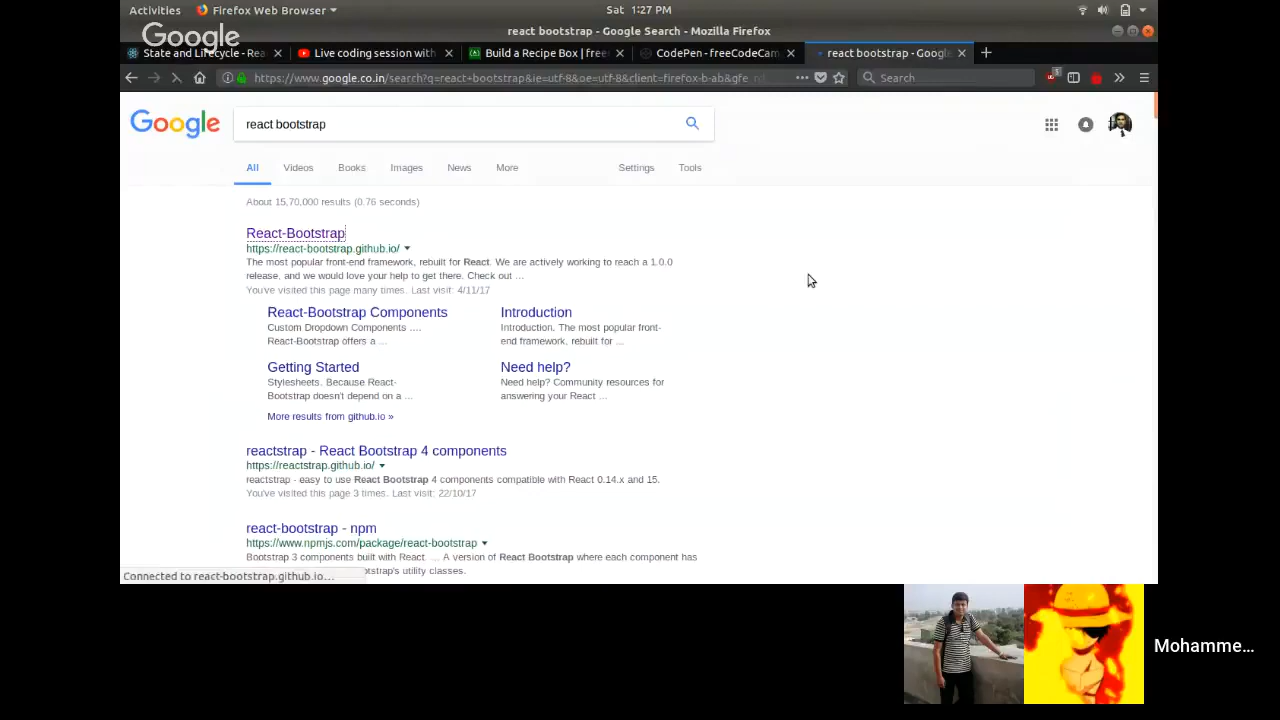 Activities Firefox Web Browser Sat 1:27 PM
Google
react bootstrap - Google Search - Mozilla Firefox
State and Lifecycle - Rea Live coding session with Build a Recipe Box | free CodePen - freeCodeCam react bootstrap - Google
https://www.google.co.in/search?q=react+bootstrap&ie=utf-8&oe=utf-8&client=firefox-b-ab&gfe_ Search 5
Google react bootstrap
All Videos Books Images News More Settings Tools
About 15,70,000 results (0.76 seconds)
React-Bootstrap
https://react-bootstrap.github.io/
The most popular front-end framework, rebuilt for React. We are actively working to reach a 1.0.0
release, and we would love your help to get there. Check out ...
You've visited this page many times. Last visit: 4/11/17
React-Bootstrap Components Introduction
Custom Dropdown Components .... Introduction. The most popular front-
React-Bootstrap offers a ... end framework, rebuilt for ...
Getting Started Need help?
Stylesheets. Because React- Need help? Community resources for
Bootstrap doesn't depend on a ... answering your React ...
More results from github.io »
reactstrap - React Bootstrap 4 components
https://reactstrap.github.io/
reactstrap - easy to use React Bootstrap 4 components compatible with React 0.14.x and 15.
You've visited this page 3 times. Last visit: 22/10/17
react-bootstrap - npm
https://www.npmjs.com/package/react-bootstrap
Bootstrap 3 components built with React. ... A version of React Bootstrap where each component has
otstrap's utility classes.
Connected to react-bootstrap.github.io...
Mohamme...